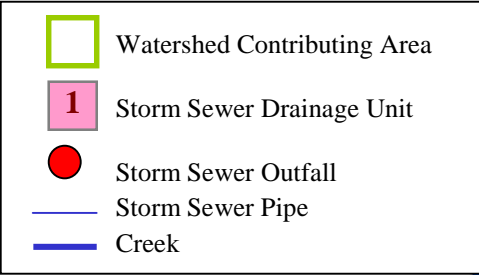 Watershed Contributing Area
1 Storm Sewer Drainage Unit
Storm Sewer Outfall
Storm Sewer Pipe
Creek